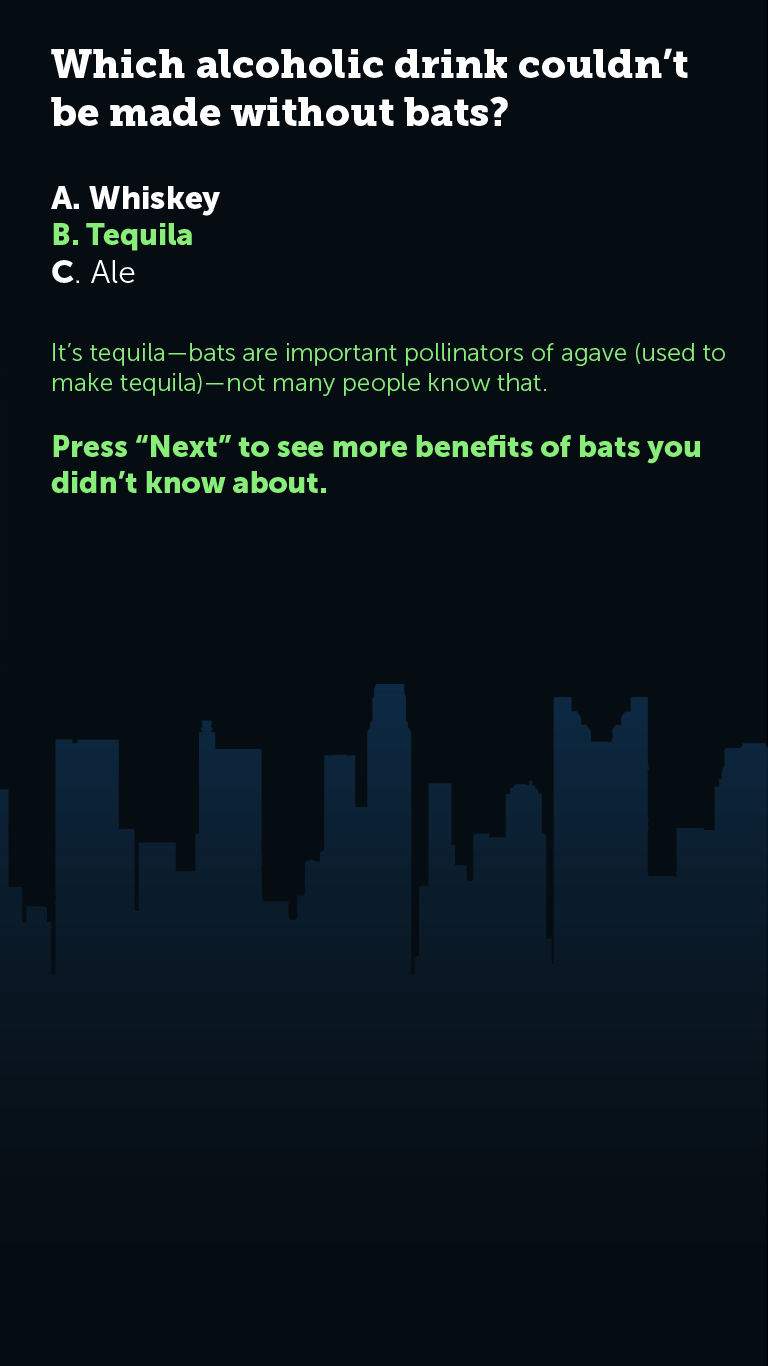 Which alcoholic drink couldn’t
be made without bats?
A. Whiskey
B. Tequila
C. Ale
It’s tequila—bats are important pollinators of agave (used to
make tequila)—not many people know that.
Press “Next” to see more benefits of bats you
didn’t know about.